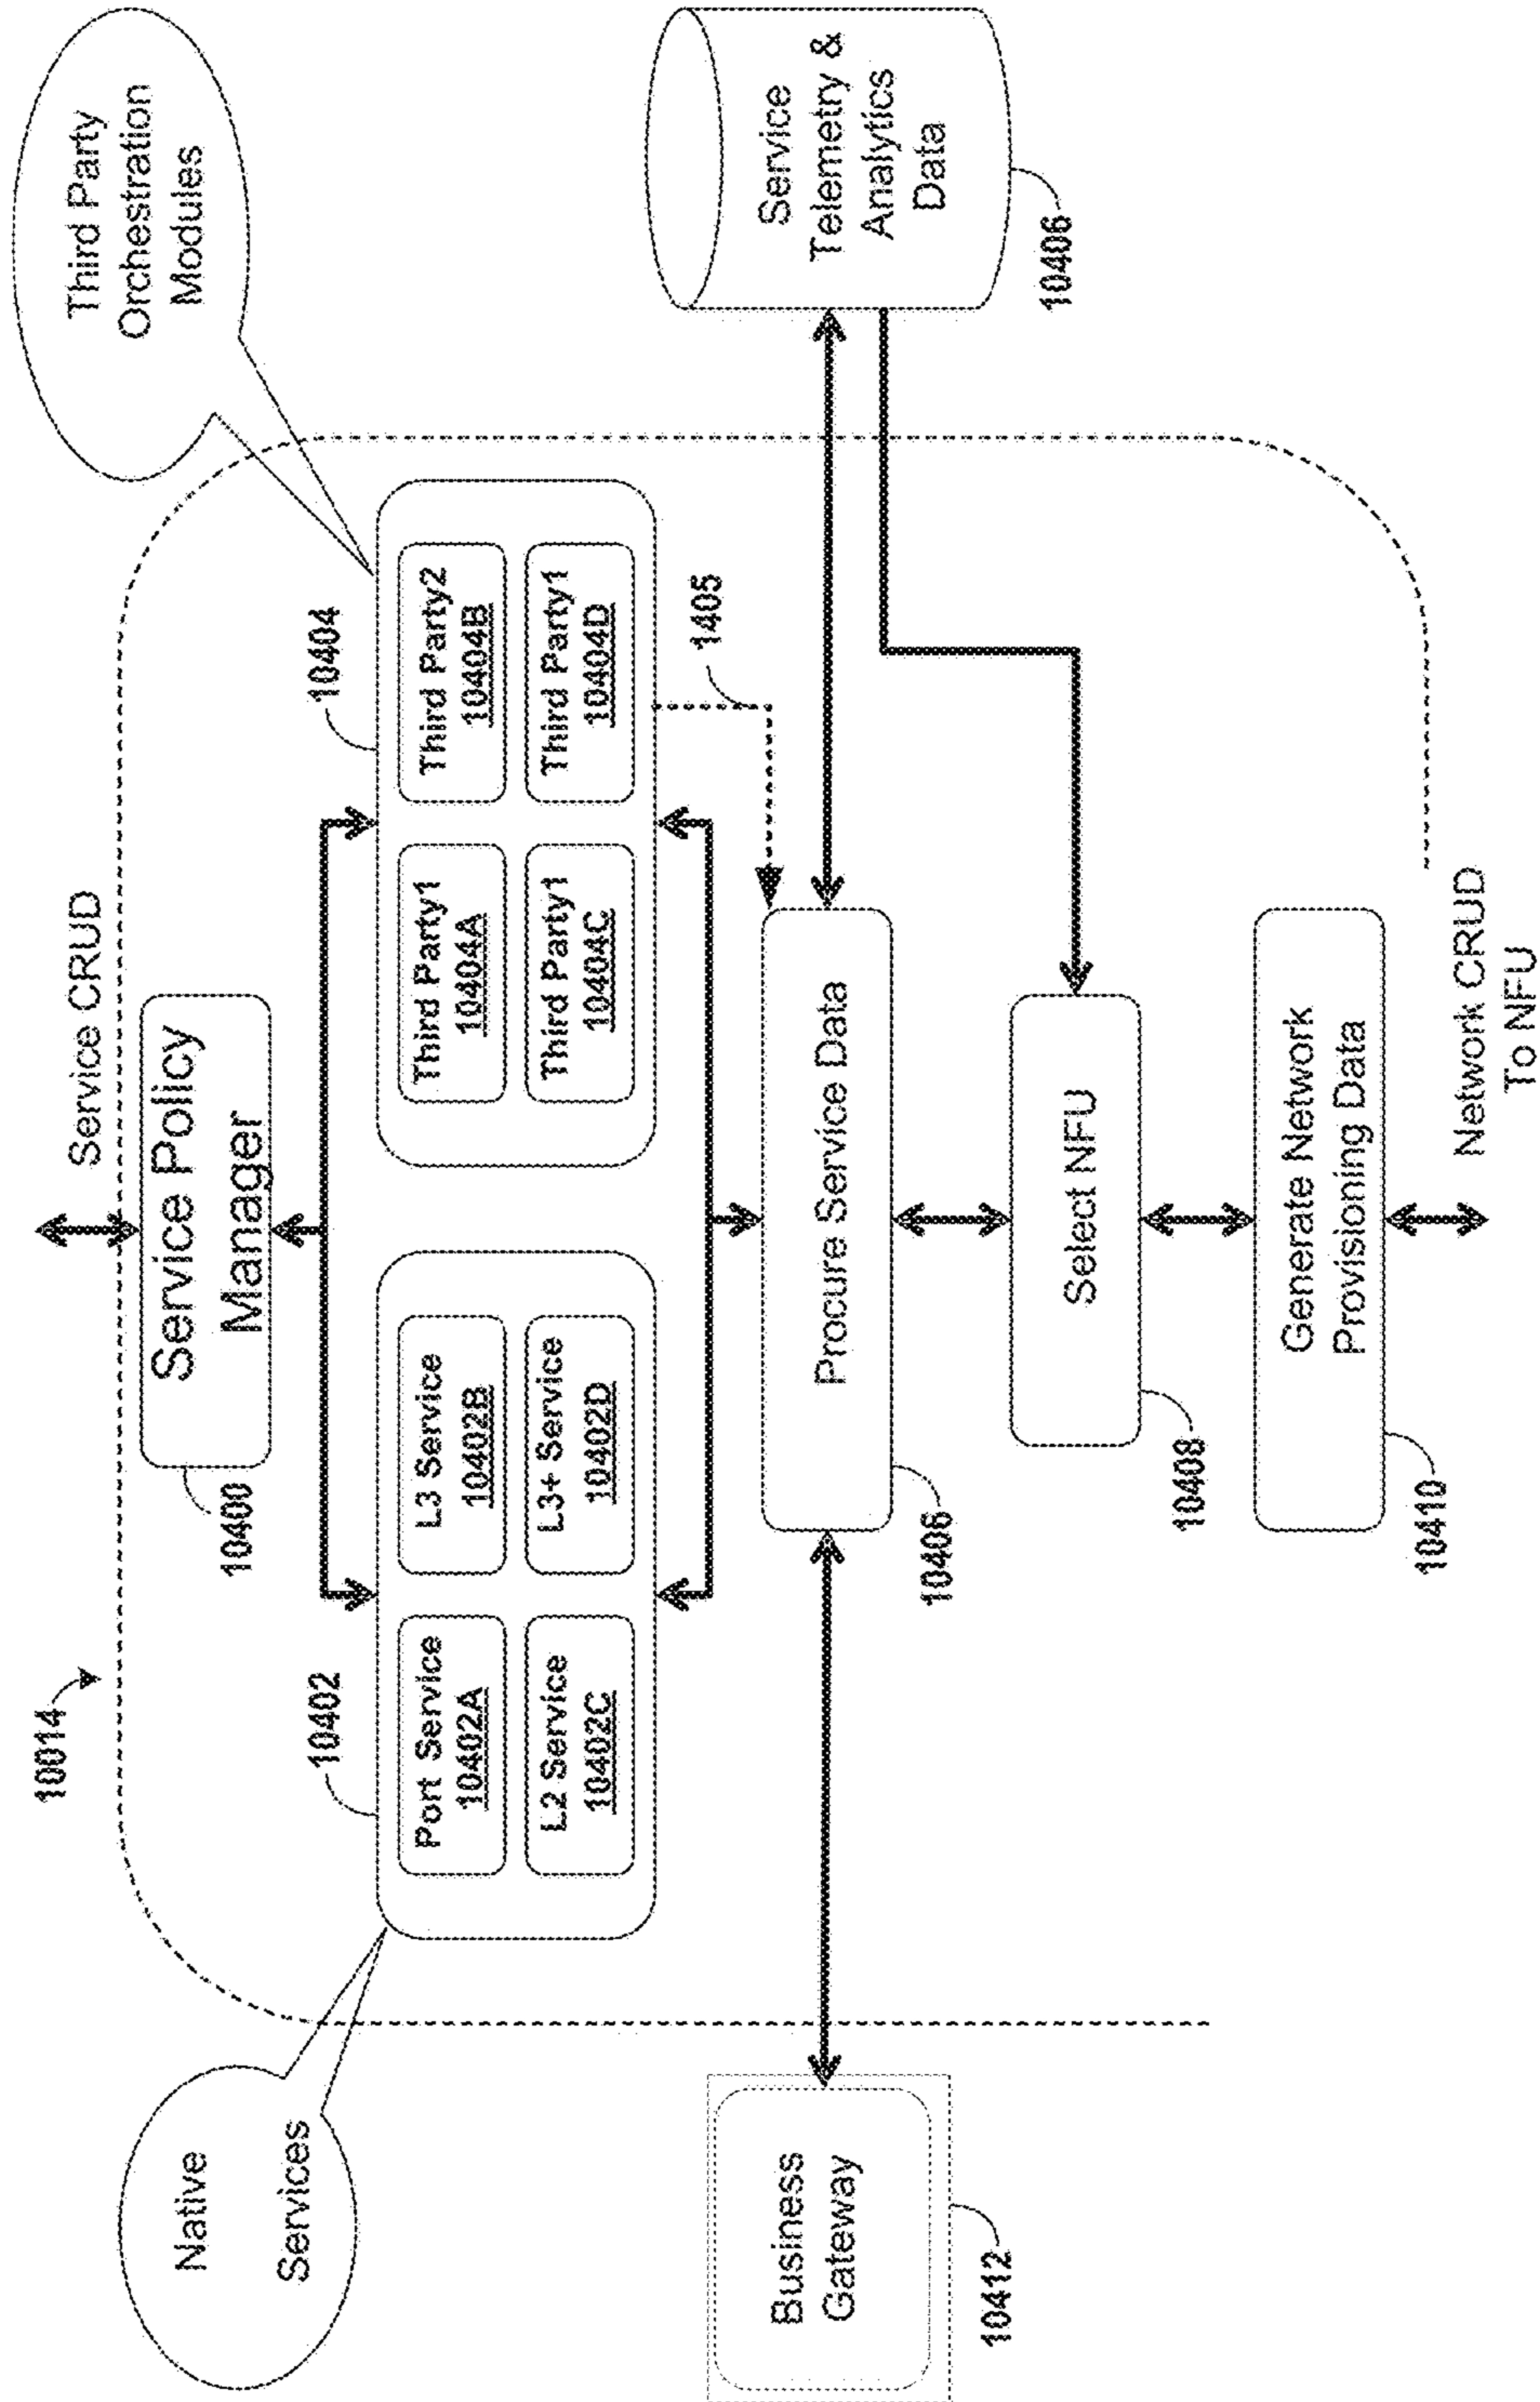 10014
Service CRUD
Third Party
Orchestration
Modules
Service Policy
Manager
10400
Native
Services
10402
Port Service
10402A
L3 Service
10402B
L2 Service
10402C
L3+ Service
10402D
10404
Third Party1
10404A
Third Party2
10404B
Third Party1
10404C
Third Party1
10404D
1405
Business
Gateway
10412
Procure Service Data
10406
Service
Telemetry &
Analytics
Data
10406
Select NFU
10408
Generate Network
Provisioning Data
10410
Network CRUD
To NFU